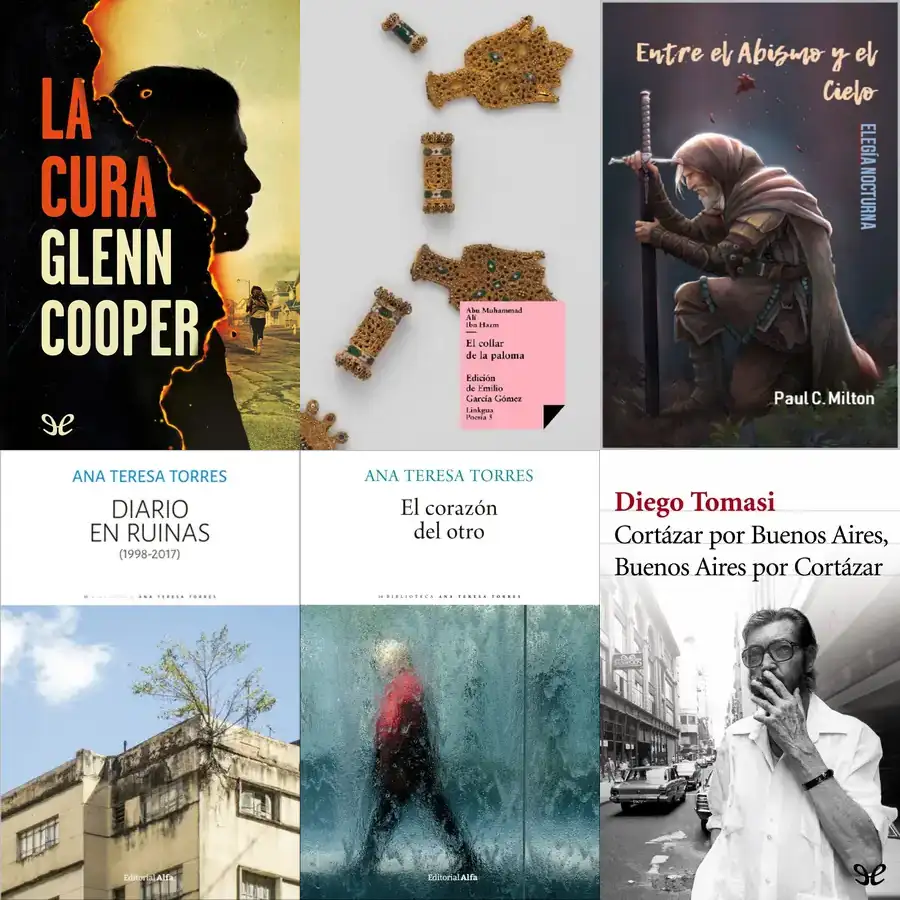 LA
CURA
GLENN
COOPER
Abu Muhammad
Alí
Ibn Hazm
El collar
de la paloma
Edición
de Emilio
García Gómez
Linkgua
Poesía 3
Entre el Abismo y el
Cielo
ELEGÍA NOCTURNA
Paul C. Milton
ANA TERESA TORRES
DIARIO
EN RUINAS
(1998-2017)
ANA TERESA TORRES
Editorial Alfa
ANA TERESA TORRES
El corazón
del otro
BIBLIOTECA ANA TERESA TORRES
Editorial Alfa
Diego Tomasi
Cortázar por Buenos Aires,
Buenos Aires por Cortázar